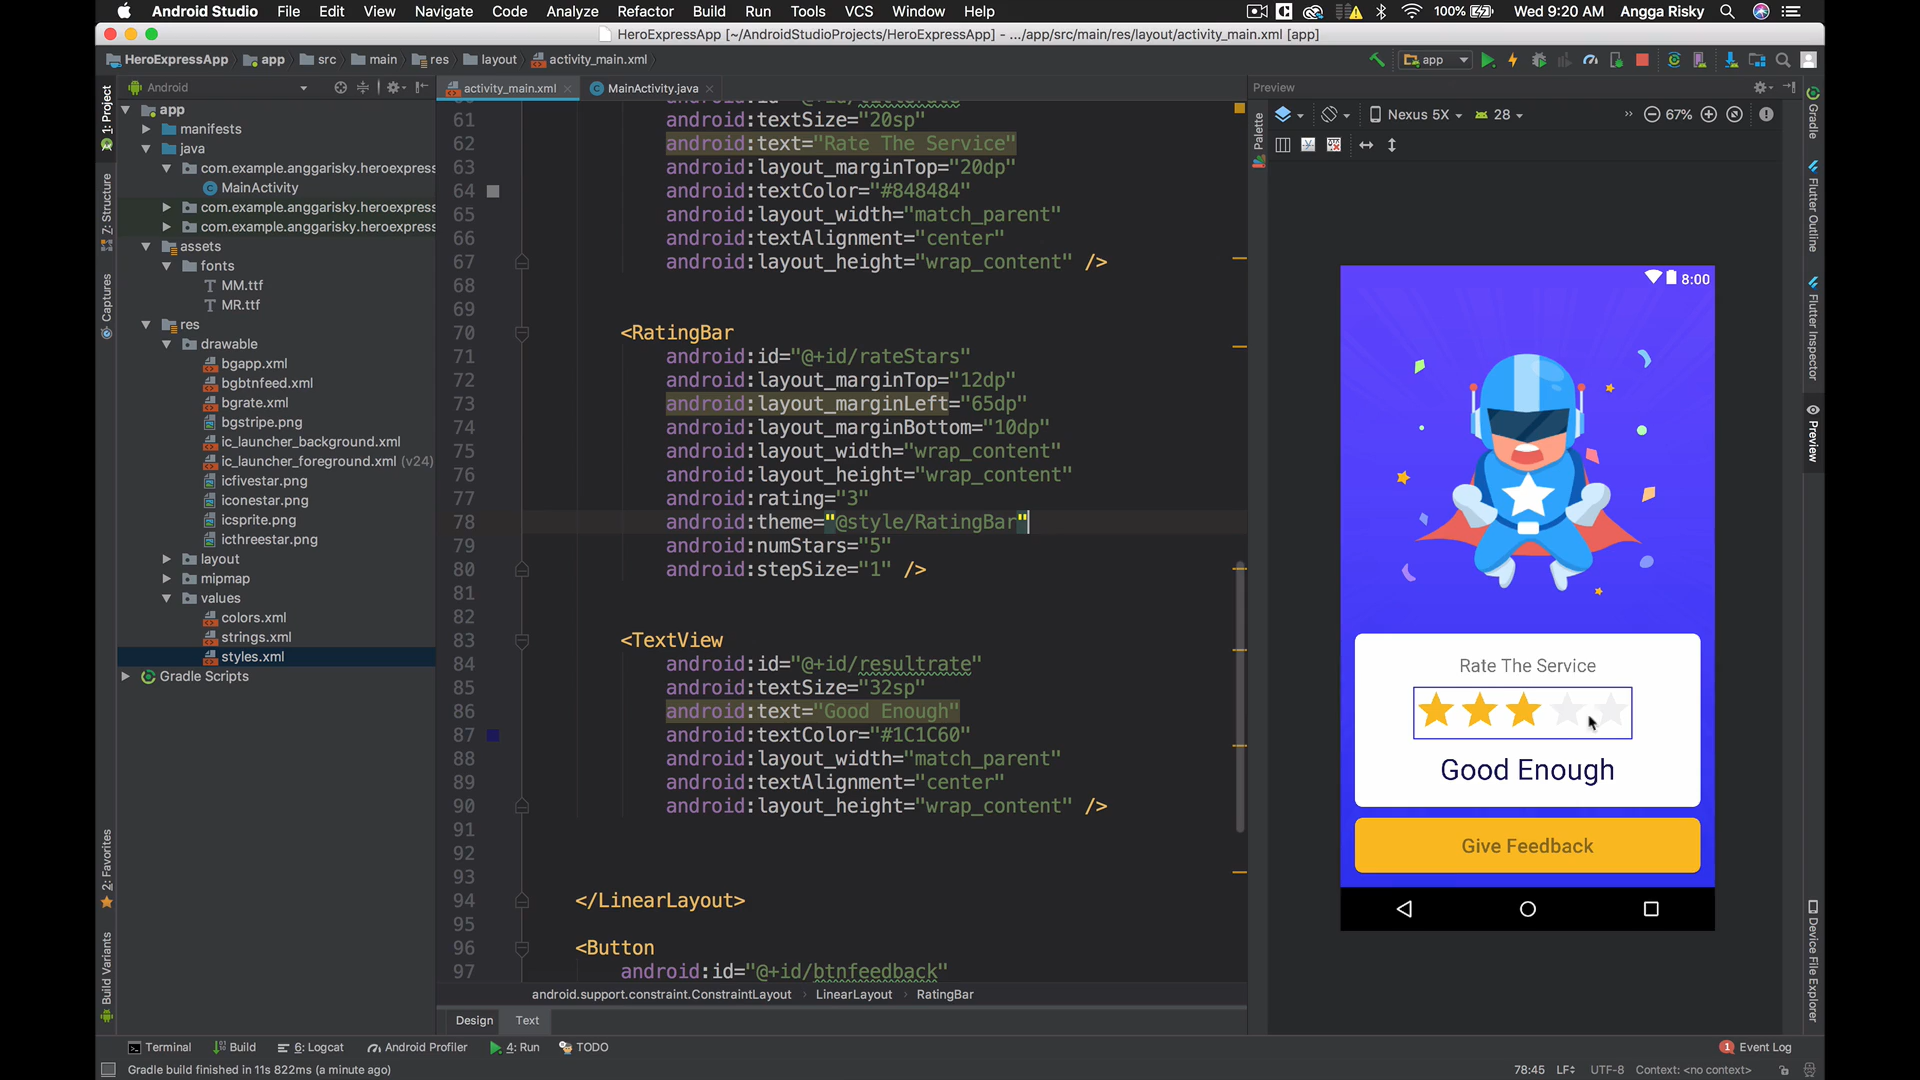 Android Studio File Edit View Navigate Code Analyze Refactor Build Run Tools VCS Window Help 100% Wed 9:20 AM Angga Risky
HeroExpressApp [~/AndroidStudioProjects/HeroExpressApp] - .../app/src/main/res/layout/activity_main.xml [app]
HeroExpressApp app src main res layout activity_main.xml app
Android activity_main.xml MainActivity.java Preview
1: Project
Z: Structure
Captures
2: Favorites
Build Variants
app
manifests
java
com.example.anggarisky.heroexpress
MainActivity
com.example.anggarisky.heroexpress
com.example.anggarisky.heroexpress
assets
fonts
MM.ttf
MR.ttf
res
drawable
bgapp.xml
bgbtnfeed.xml
bgrate.xml
bgstripe.png
ic_launcher_background.xml
ic_launcher_foreground.xml (v24)
icfivestar.png
iconestar.png
icsprite.png
icthreestar.png
layout
mipmap
values
colors.xml
strings.xml
styles.xml
Gradle Scripts
61 android:textSize="20sp"
62 android:text="Rate The Service"
63 android:layout_marginTop="20dp"
64 android:textColor="#848484"
65 android:layout_width="match_parent"
66 android:textAlignment="center"
67 android:layout_height="wrap_content" />
68
69
70 <RatingBar
71 android:id="@+id/rateStars"
72 android:layout_marginTop="12dp"
73 android:layout_marginLeft="65dp"
74 android:layout_marginBottom="10dp"
75 android:layout_width="wrap_content"
76 android:layout_height="wrap_content"
77 android:rating="3"
78 android:theme="@style/RatingBar"
79 android:numStars="5"
80 android:stepSize="1" />
81
82
83 <TextView
84 android:id="@+id/resultrate"
85 android:textSize="32sp"
86 android:text="Good Enough"
87 android:textColor="#1C1C60"
88 android:layout_width="match_parent"
89 android:textAlignment="center"
90 android:layout_height="wrap_content" />
91
92
93
94 </LinearLayout>
95
96 <Button
97 android:id="@+id/btnfeedback"
android.support.constraint.ConstraintLayout LinearLayout RatingBar
Design Text
Palette
Nexus 5X 28 67%
8:00
Rate The Service
Good Enough
Give Feedback
Gradle
Flutter Outline
Flutter Inspector
Preview
Device File Explorer
Terminal Build 6: Logcat Android Profiler 4: Run TODO 1 Event Log
Gradle build finished in 11s 822ms (a minute ago) 78:45 LF UTF-8 Context: <no context>